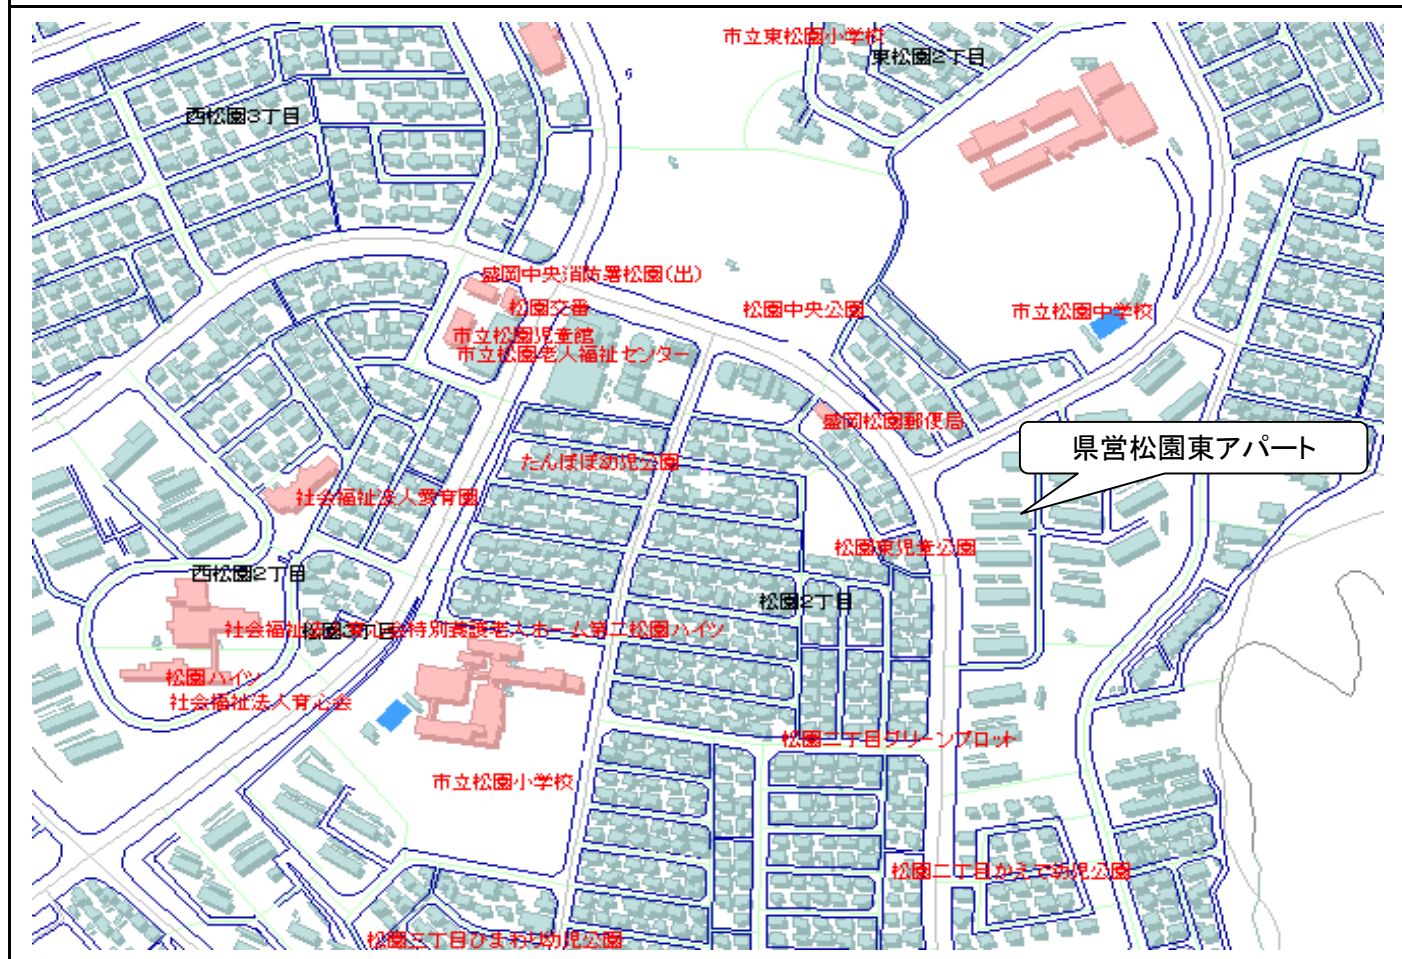 市立東松園小学校
東松園2丁目
西松園3丁目
盛岡中央消防署松園(出)
松園交番
松園中央公園
市立松園中学校
市立松園児童館
市立松園老人福祉センター
盛岡松園郵便局
県営松園東アパート
たんぽぽ幼児公園
社会福祉法人愛育園
松園東児童公園
西松園2丁目
松園2丁目
松園3丁目
特別養護老人ホーム第二松園ハイツ
松園ハイツ
社会福祉法人育心会
松園二丁目グリーンプロット
市立松園小学校
松園二丁目かえで幼児公園
松園三丁目ひまわり幼児公園